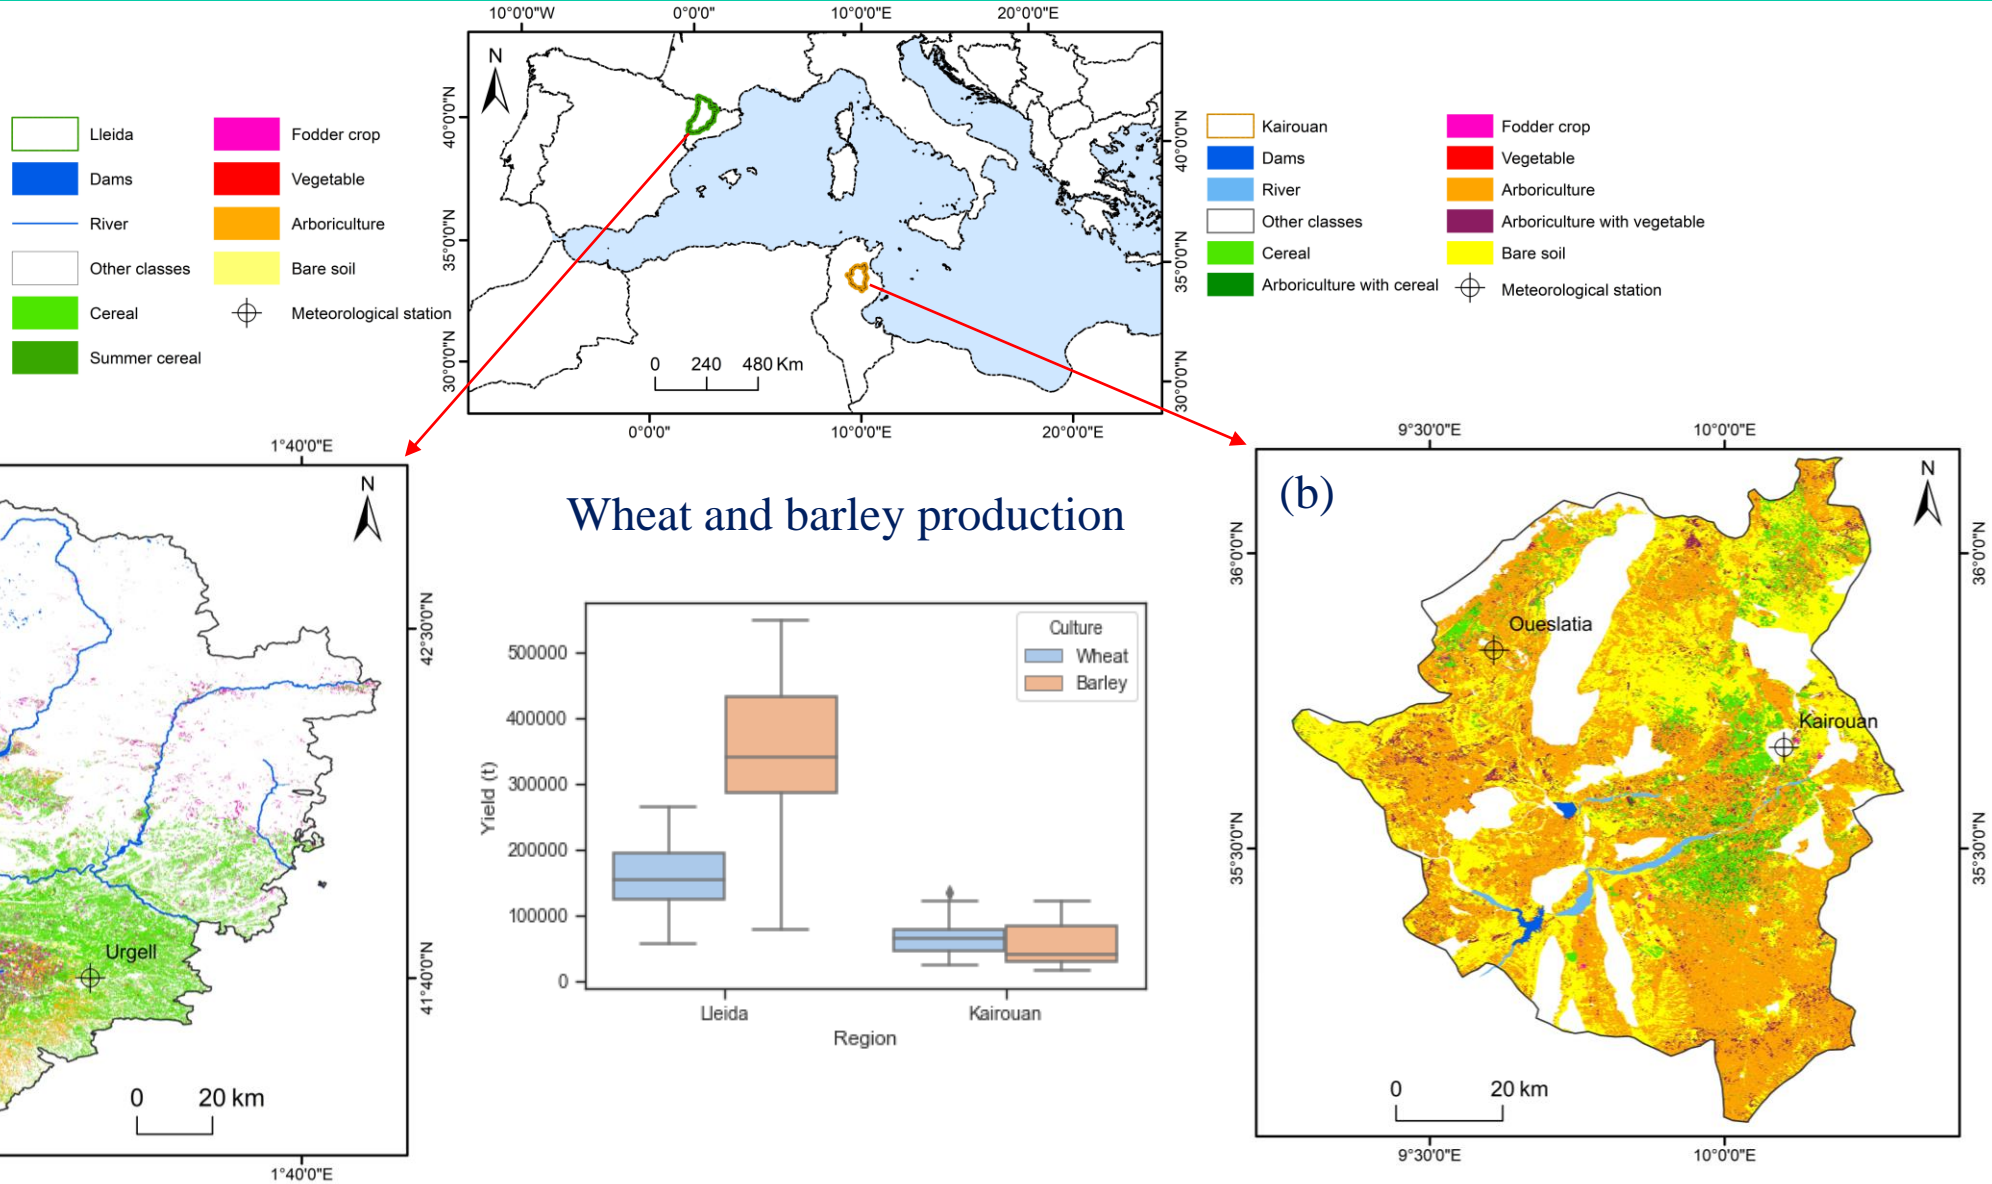 10°0'0"W 0°0'0" 10°0'0"E 20°0'0"E
N
40°0'0"N
35°0'0"N
30°0'0"N
40°0'0"N
35°0'0"N
30°0'0"N
0 240 480 Km
0°0'0" 10°0'0"E 20°0'0"E
Lleida
Dams
River
Other classes
Cereal
Summer cereal
Fodder crop
Vegetable
Arboriculture
Bare soil
Meteorological station
Kairouan
Dams
River
Other classes
Cereal
Arboriculture with cereal
Fodder crop
Vegetable
Arboriculture
Arboriculture with vegetable
Bare soil
Meteorological station
1°40'0"E
N
42°30'0"N
41°40'0"N
Urgell
0 20 km
1°40'0"E
Wheat and barley production
Culture
Wheat
Barley
Yield (t)
500000
400000
300000
200000
100000
0
Lleida Kairouan
Region
9°30'0"E 10°0'0"E
(b)
N
36°0'0"N
36°0'0"N
Oueslatia
Kairouan
35°30'0"N
35°30'0"N
0 20 km
9°30'0"E 10°0'0"E